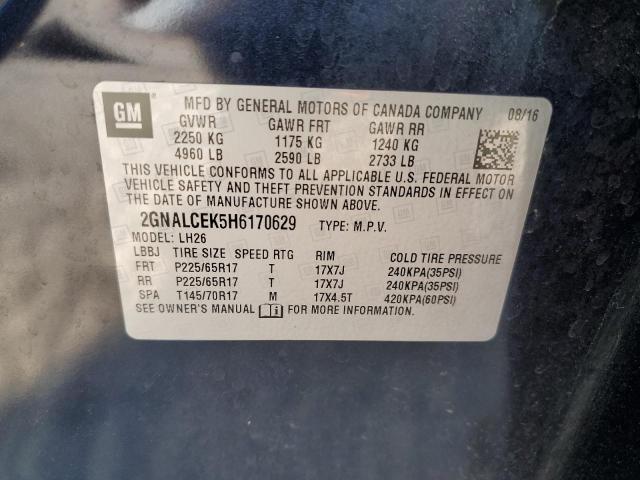 GM
MFD BY GENERAL MOTORS OF CANADA COMPANY 08/16
GVWR GAWR FRT GAWR RR
2250 KG 1175 KG 1240 KG
4960 LB 2590 LB 2733 LB
THIS VEHICLE CONFORMS TO ALL APPLICABLE U.S. FEDERAL MOTOR
VEHICLE SAFETY AND THEFT PREVENTION STANDARDS IN EFFECT ON
THE DATE OF MANUFACTURE SHOWN ABOVE.
2GNALCEK5H6170629 TYPE: M.P.V.
MODEL: LH26
LBBJ TIRE SIZE SPEED RTG RIM COLD TIRE PRESSURE
FRT P225/65R17 T 17X7J 240KPA(35PSI)
RR P225/65R17 T 17X7J 240KPA(35PSI)
SPA T145/70R17 M 17X4.5T 420KPA(60PSI)
SEE OWNER'S MANUAL FOR MORE INFORMATION.